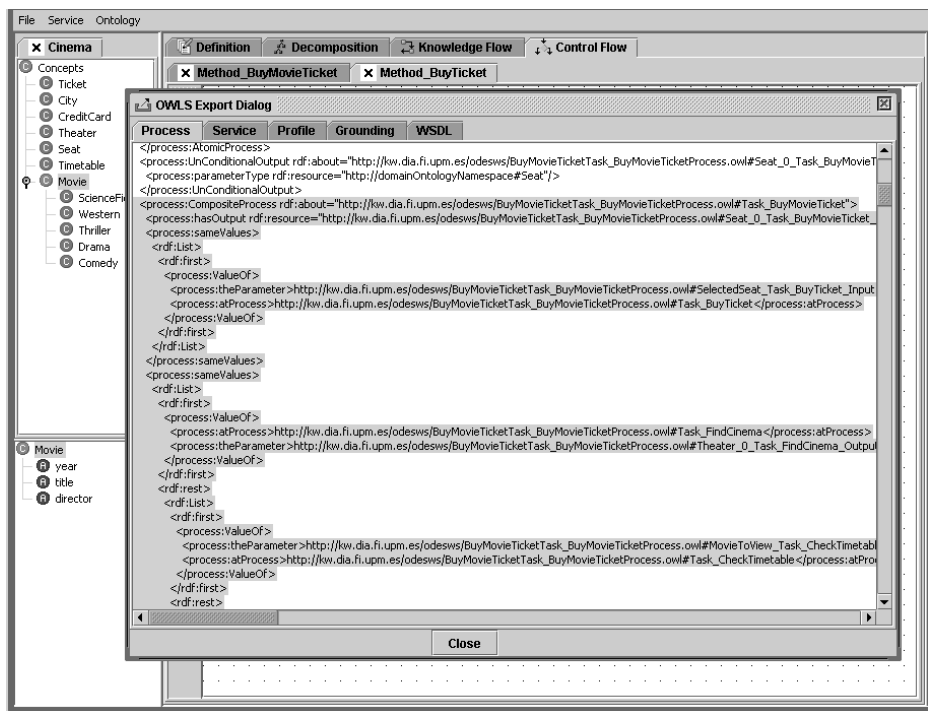 File Service Ontology
Cinema
Concepts
Ticket
City
CreditCard
Theater
Seat
Timetable
Movie
ScienceFi
Western
Thriller
Drama
Comedy
Movie
year
title
director
Definition Decomposition Knowledge Flow Control Flow
Method_BuyMovieTicket Method_BuyTicket
OWLS Export Dialog
Process Service Profile Grounding WSDL
</process:AtomicProcess>
<process:UnConditionalOutput rdf:about="http://kw.dia.fi.upm.es/odesws/BuyMovieTicketTask_BuyMovieTicketProcess.owl#Seat_0_Task_BuyMovieT
<process:parameterType rdf:resource="http://domainOntologyNamespace#Seat"/>
</process:UnConditionalOutput>
<process:CompositeProcess rdf:about="http://kw.dia.fi.upm.es/odesws/BuyMovieTicketTask_BuyMovieTicketProcess.owl#Task_BuyMovieTicket">
<process:hasOutput rdf:resource="http://kw.dia.fi.upm.es/odesws/BuyMovieTicketTask_BuyMovieTicketProcess.owl#Seat_0_Task_BuyMovieTicket_
<process:sameValues>
<rdf:List>
<rdf:first>
<process:ValueOf>
<process:theParameter>http://kw.dia.fi.upm.es/odesws/BuyMovieTicketTask_BuyMovieTicketProcess.owl#SelectedSeat_Task_BuyTicket_Input
<process:atProcess>http://kw.dia.fi.upm.es/odesws/BuyMovieTicketTask_BuyMovieTicketProcess.owl#Task_BuyTicket</process:atProcess>
</process:ValueOf>
</rdf:first>
</rdf:List>
</process:sameValues>
<process:sameValues>
<rdf:List>
<rdf:first>
<process:ValueOf>
<process:atProcess>http://kw.dia.fi.upm.es/odesws/BuyMovieTicketTask_BuyMovieTicketProcess.owl#Task_FindCinema</process:atProcess>
<process:theParameter>http://kw.dia.fi.upm.es/odesws/BuyMovieTicketTask_BuyMovieTicketProcess.owl#Theater_0_Task_FindCinema_Output
</process:ValueOf>
</rdf:first>
<rdf:rest>
<rdf:List>
<rdf:first>
<process:ValueOf>
<process:theParameter>http://kw.dia.fi.upm.es/odesws/BuyMovieTicketTask_BuyMovieTicketProcess.owl#MovieToView_Task_CheckTimetabl
<process:atProcess>http://kw.dia.fi.upm.es/odesws/BuyMovieTicketTask_BuyMovieTicketProcess.owl#Task_CheckTimetable</process:atPro
</process:ValueOf>
</rdf:first>
<rdf:rest>
Close